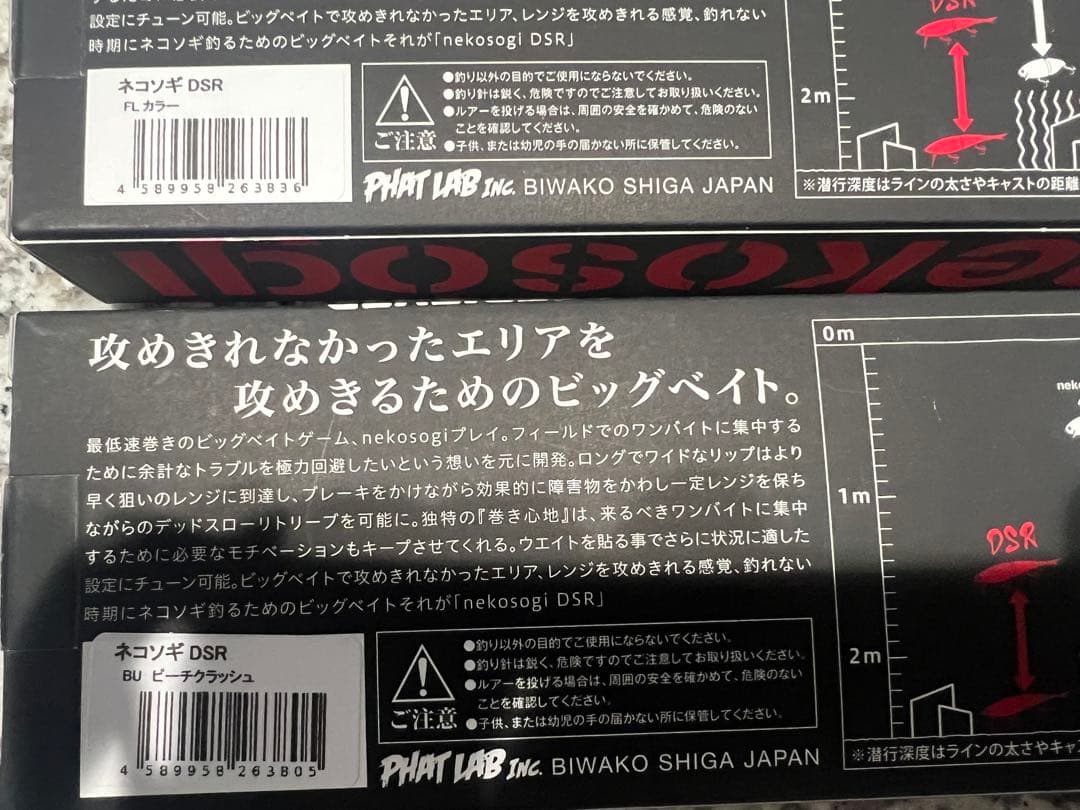 設定にチューン可能。ビッグベイトで攻めきれなかったエリア、レンジを攻めきれる感覚、釣れない
時期にネコソギ釣るためのビッグベイトそれが「nekosogi DSR」
ネコソギ DSR
FL カラー
4 589958 263836
ご注意
●釣り以外の目的でご使用にならないでください。
●釣り針は鋭く、危険ですのでご注意してお取り扱いください。
●ルアーを投げる場合は、周囲の安全を確かめて、危険のない
ことを確認してください。
●子供、または幼児の手の届かない所に保管してください。
PHAT LAB INC. BIWAKO SHIGA JAPAN
DSR
2m
※潜行深度はラインの太さやキャストの距離
nekosogi
攻めきれなかったエリアを
攻めきるためのビッグベイト。
最低速巻きのビッグベイトゲーム、nekosogiプレイ。フィールドでのワンバイトに集中する
ために余計なトラブルを極力回避したいという想いを元に開発。ロングでワイドなリップはより
早く狙いのレンジに到達し、ブレーキをかけながら効果的に障害物をかわし一定レンジを保ち
ながらのデッドスローリトリーブを可能に。独特の『巻き心地』は、来るべきワンバイトに集中
するために必要なモチベーションもキープさせてくれる。ウエイトを貼る事でさらに状況に適した
設定にチューン可能。ビッグベイトで攻めきれなかったエリア、レンジを攻めきれる感覚、釣れない
時期にネコソギ釣るためのビッグベイトそれが「nekosogi DSR」
ネコソギ DSR
BU ピーチクラッシュ
4 589958 263805
ご注意
●釣り以外の目的でご使用にならないでください。
●釣り針は鋭く、危険ですのでご注意してお取り扱いください。
●ルアーを投げる場合は、周囲の安全を確かめて、危険のない
ことを確認してください。
●子供、または幼児の手の届かない所に保管してください。
PHAT LAB INC. BIWAKO SHIGA JAPAN
0m
neko
1m
DSR
2m
※潜行深度はラインの太さやキャ